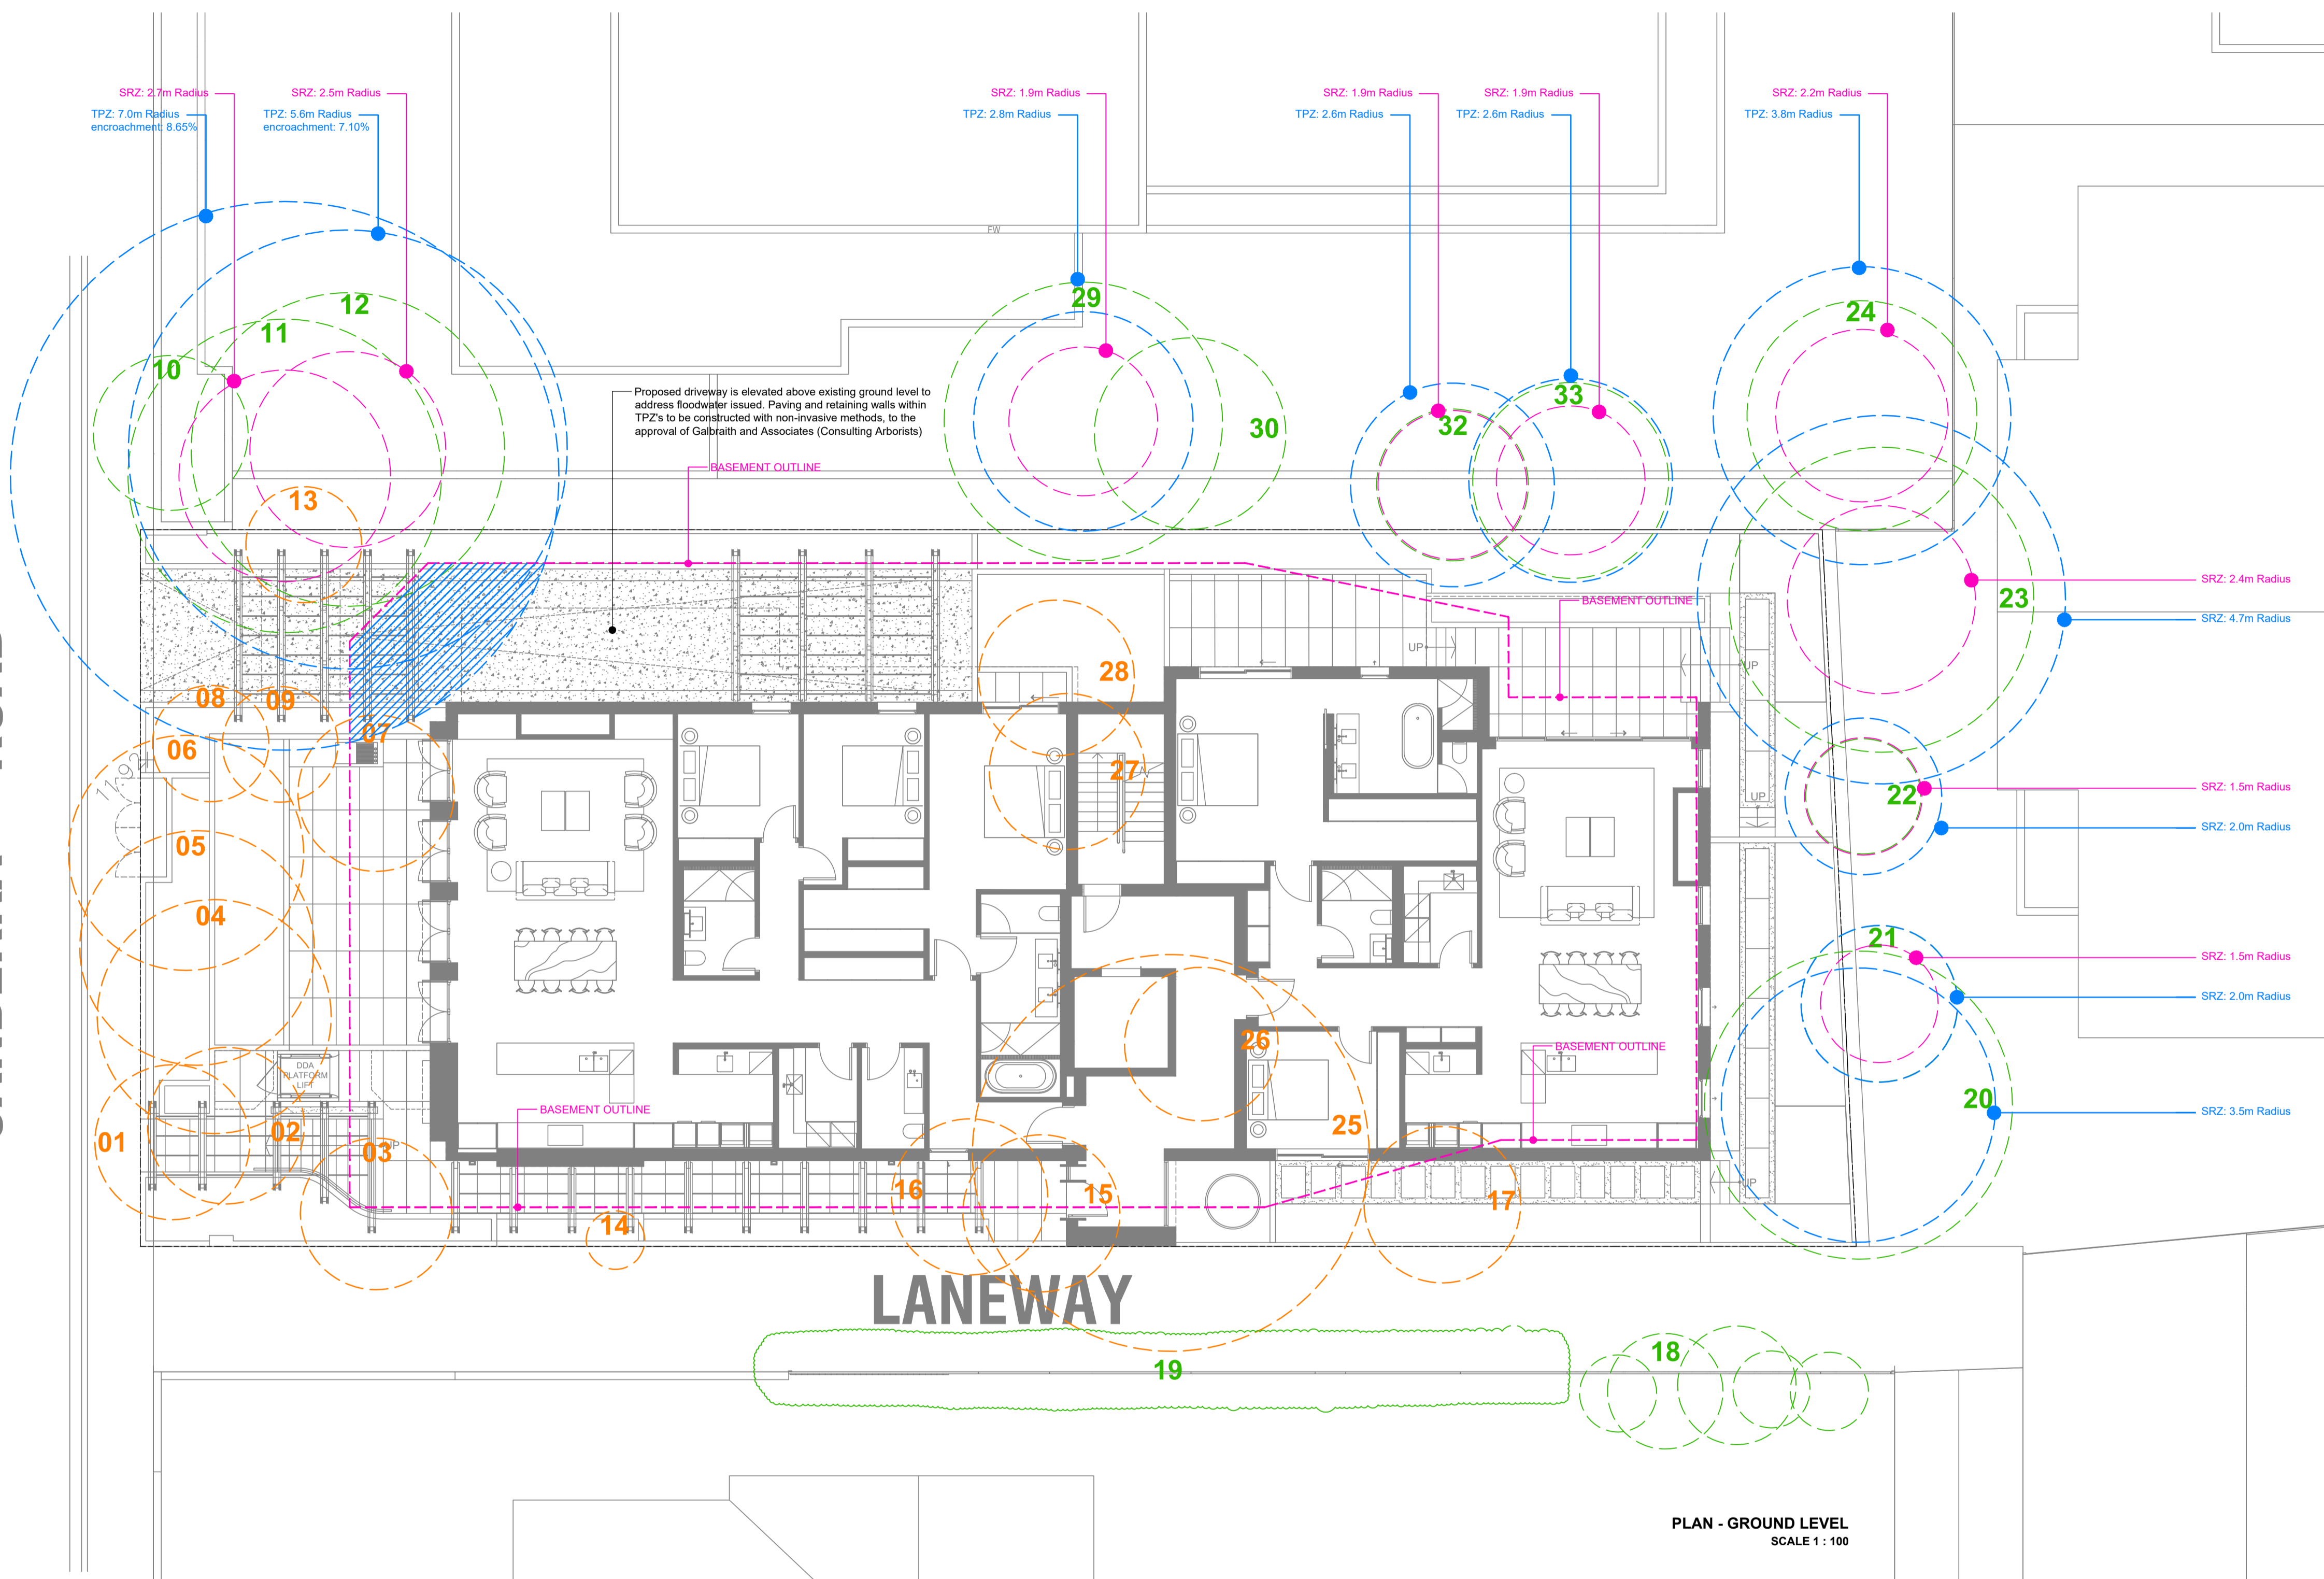 SRZ: 2.7m Radius
TPZ: 7.0m Radius
encroachment: 8.65%
SRZ: 2.5m Radius
TPZ: 5.6m Radius
encroachment: 7.10%
SRZ: 1.9m Radius
TPZ: 2.8m Radius
SRZ: 1.9m Radius
TPZ: 2.6m Radius
SRZ: 1.9m Radius
TPZ: 2.6m Radius
SRZ: 2.2m Radius
TPZ: 3.8m Radius
FW
12
11
10
13
29
30
32
33
24
Proposed driveway is elevated above existing ground level to
address floodwater issued. Paving and retaining walls within
TPZ's to be constructed with non-invasive methods, to the
approval of Galbraith and Associates (Consulting Arborists)
BASEMENT OUTLINE
BASEMENT OUTLINE
SRZ: 2.4m Radius
23
SRZ: 4.7m Radius
UP
UP
28
08
09
07
06
27
UP
22
SRZ: 1.5m Radius
SRZ: 2.0m Radius
05
04
21
SRZ: 1.5m Radius
SRZ: 2.0m Radius
26
BASEMENT OUTLINE
DDA
PLATFORM
LIFT
20
SRZ: 3.5m Radius
BASEMENT OUTLINE
01
02
03
UP
25
14
16
15
17
UP
LANEWAY
18
19
PLAN - GROUND LEVEL
SCALE 1 : 100